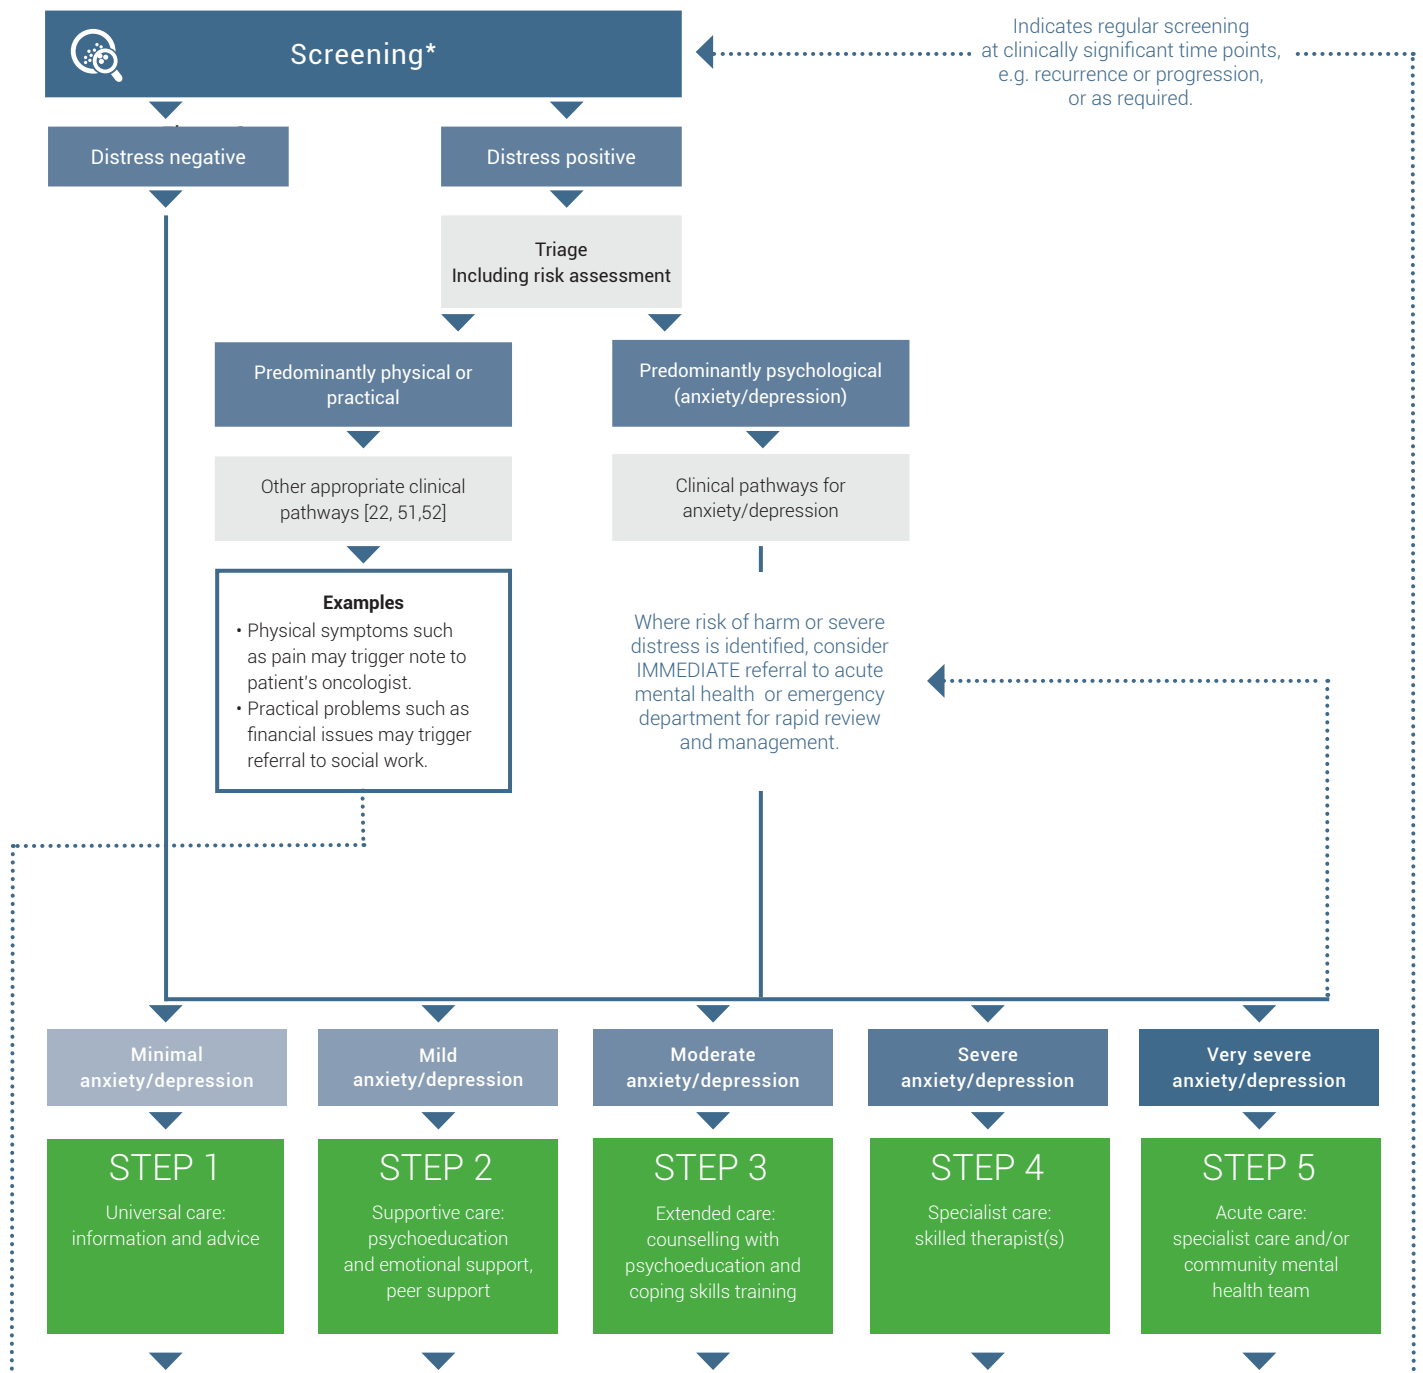 Screening*
Indicates regular screening
at clinically significant time points,
e.g. recurrence or progression,
or as required.
Distress negative
Distress positive
Triage
Including risk assessment
Predominantly physical or
practical
Predominantly psychological
(anxiety/depression)
Other appropriate clinical
pathways [22, 51,52]
Clinical pathways for
anxiety/depression
Examples
• Physical symptoms such
as pain may trigger note to
patient's oncologist.
• Practical problems such as
financial issues may trigger
referral to social work.
Where risk of harm or severe
distress is identified, consider
IMMEDIATE referral to acute
mental health or emergency
department for rapid review
and management.
Minimal
anxiety/depression
Mild
anxiety/depression
Moderate
anxiety/depression
Severe
anxiety/depression
Very severe
anxiety/depression
STEP 1
Universal care:
information and advice
STEP 2
Supportive care:
psychoeducation
and emotional support,
peer support
STEP 3
Extended care:
counselling with
psychoeducation and
coping skills training
STEP 4
Specialist care:
skilled therapist(s)
STEP 5
Acute care:
specialist care and/or
community mental
health team